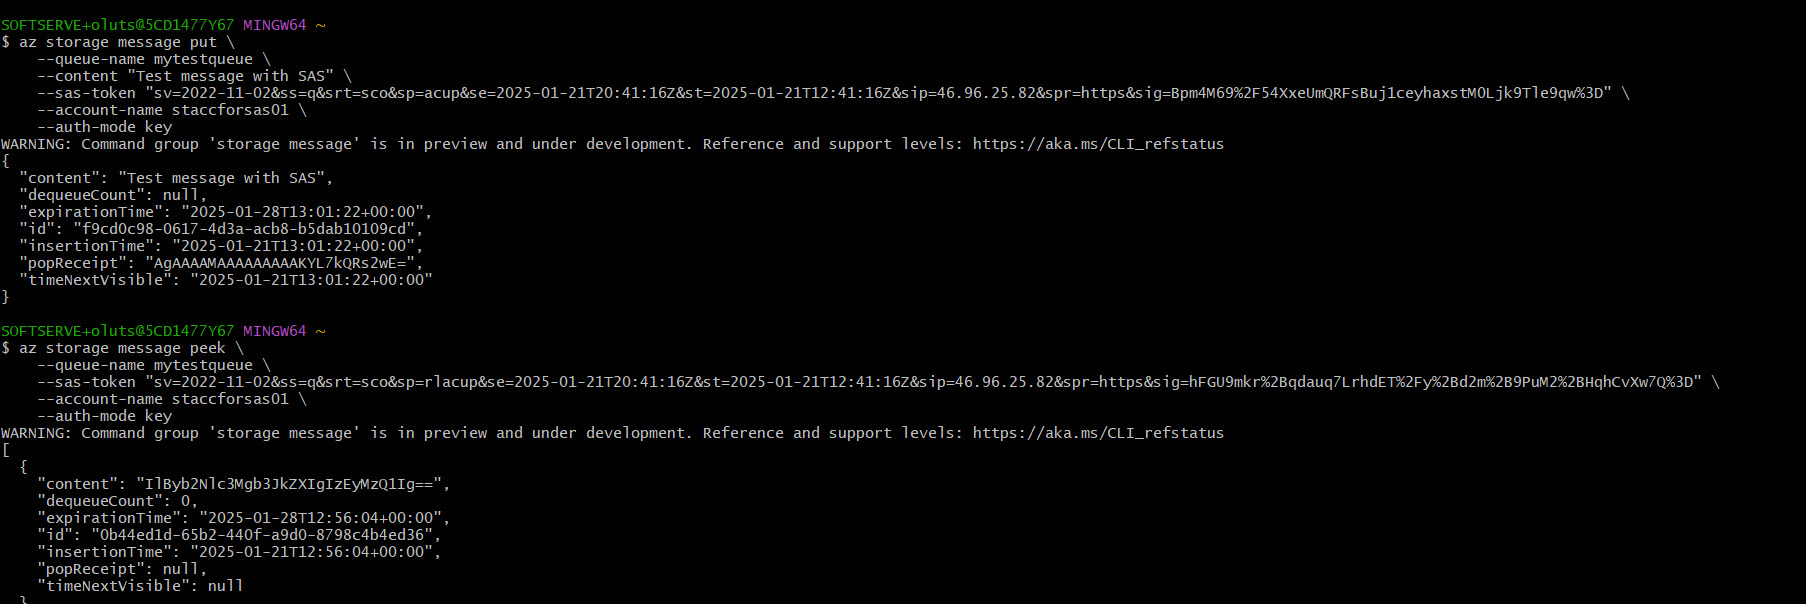 SOFTSERVE+oluts@5CD1477Y67 MINGW64 ~
$ az storage message put \
    --queue-name mytestqueue \
    --content "Test message with SAS" \
    --sas-token "sv=2022-11-02&ss=q&srt=sco&sp=acup&se=2025-01-21T20:41:16Z&st=2025-01-21T12:41:16Z&sip=46.96.25.82&spr=https&sig=Bpm4M69%2F54XxeUmQRFsBuj1ceyhaxstM0Ljk9Tle9qw%3D" \
    --account-name staccforsas01 \
    --auth-mode key
WARNING: Command group 'storage message' is in preview and under development. Reference and support levels: https://aka.ms/CLI_refstatus
{
  "content": "Test message with SAS",
  "dequeueCount": null,
  "expirationTime": "2025-01-28T13:01:22+00:00",
  "id": "f9cd0c98-0617-4d3a-acb8-b5dab10109cd",
  "insertionTime": "2025-01-21T13:01:22+00:00",
  "popReceipt": "AgAAAAMAAAAAAAAAKYL7kQRs2wE=",
  "timeNextVisible": "2025-01-21T13:01:22+00:00"
}
SOFTSERVE+oluts@5CD1477Y67 MINGW64 ~
$ az storage message peek \
    --queue-name mytestqueue \
    --sas-token "sv=2022-11-02&ss=q&srt=sco&sp=rlacup&se=2025-01-21T20:41:16Z&st=2025-01-21T12:41:16Z&sip=46.96.25.82&spr=https&sig=hFGU9mkr%2Bqdauq7LrhdET%2Fy%2Bd2m%2B9PuM2%2BHqhCvXw7Q%3D" \
    --account-name staccforsas01 \
    --auth-mode key
WARNING: Command group 'storage message' is in preview and under development. Reference and support levels: https://aka.ms/CLI_refstatus
[
  {
    "content": "IlByb2Nlc3Mgb3JkZXIgIzEyMzQ1Ig==",
    "dequeueCount": 0,
    "expirationTime": "2025-01-28T12:56:04+00:00",
    "id": "0b44ed1d-65b2-440f-a9d0-8798c4b4ed36",
    "insertionTime": "2025-01-21T12:56:04+00:00",
    "popReceipt": null,
    "timeNextVisible": null
  }